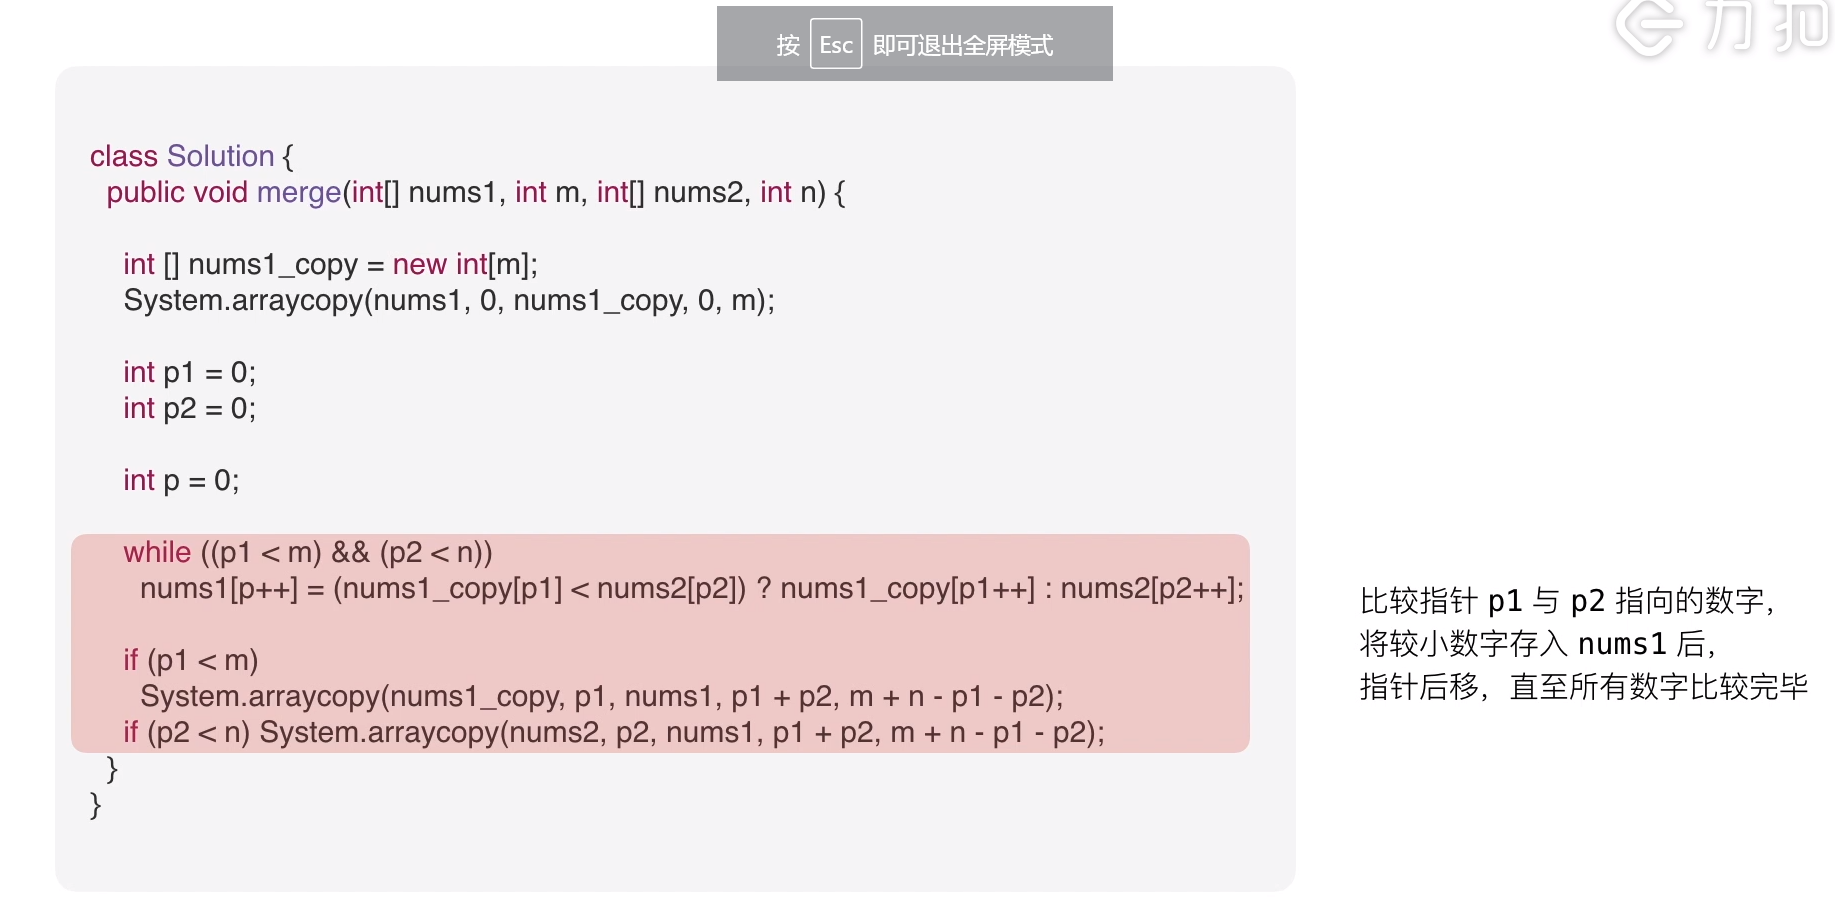 按 Esc 即可退出全屏模式
力扣
class Solution {
public void merge(int[] nums1, int m, int[] nums2, int n) {
int [] nums1_copy = new int[m];
System.arraycopy(nums1, 0, nums1_copy, 0, m);
int p1 = 0;
int p2 = 0;
int p = 0;
while ((p1 < m) && (p2 < n))
nums1[p++] = (nums1_copy[p1] < nums2[p2]) ? nums1_copy[p1++] : nums2[p2++];
if (p1 < m)
System.arraycopy(nums1_copy, p1, nums1, p1 + p2, m + n - p1 - p2);
if (p2 < n) System.arraycopy(nums2, p2, nums1, p1 + p2, m + n - p1 - p2);
}
}
比较指针 p1 与 p2 指向的数字，
将较小数字存入 nums1 后，
指针后移，直至所有数字比较完毕